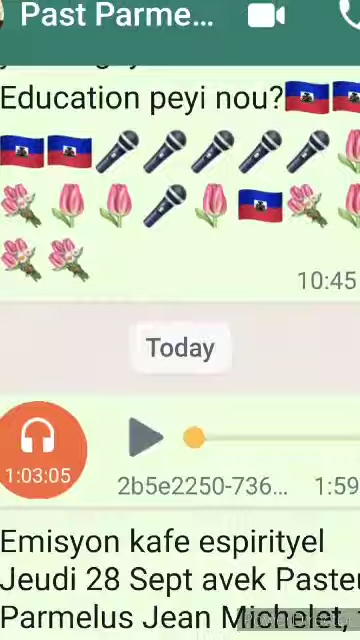 Past Parme...
Education peyi nou?🇭🇹🇭🇹
🇭🇹🇭🇹🎤🎤🎤🎤🎤🌷
💐🌷🌷🎤🌷🇭🇹💐🌷
💐💐
10:45
Today
1:03:05
2b5e2250-736... 1:59
Emisyon kafe espirityel
Jeudi 28 Sept avek Paste
Parmelus Jean Michelet,